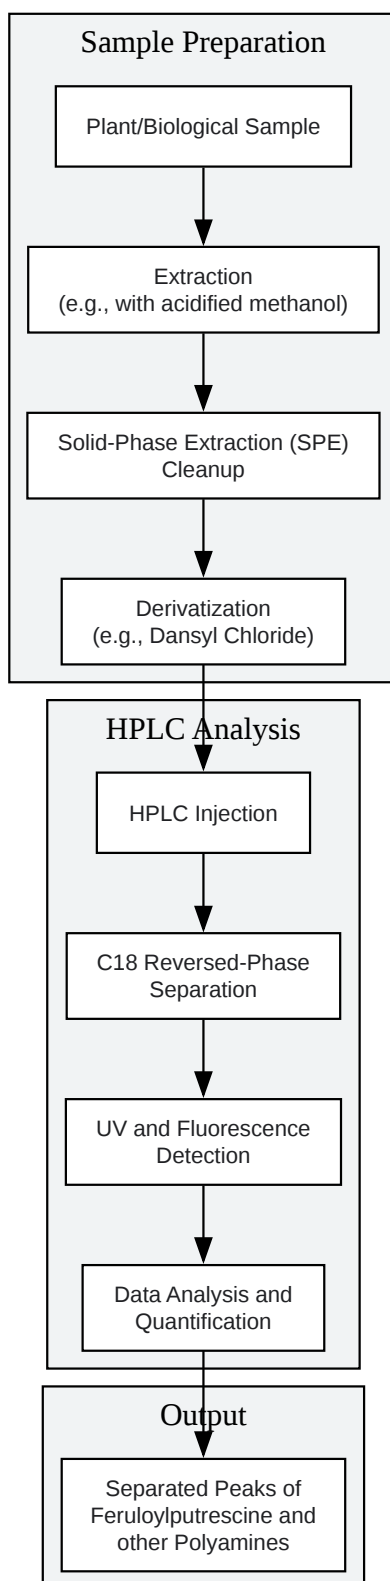 Sample Preparation
Plant/Biological Sample
Extraction
(e.g., with acidified methanol)
Solid-Phase Extraction (SPE)
Cleanup
Derivatization
(e.g., Dansyl Chloride)
HPLC Analysis
HPLC Injection
C18 Reversed-Phase
Separation
UV and Fluorescence
Detection
Data Analysis and
Quantification
Output
Separated Peaks of
Feruloylputrescine and
other Polyamines